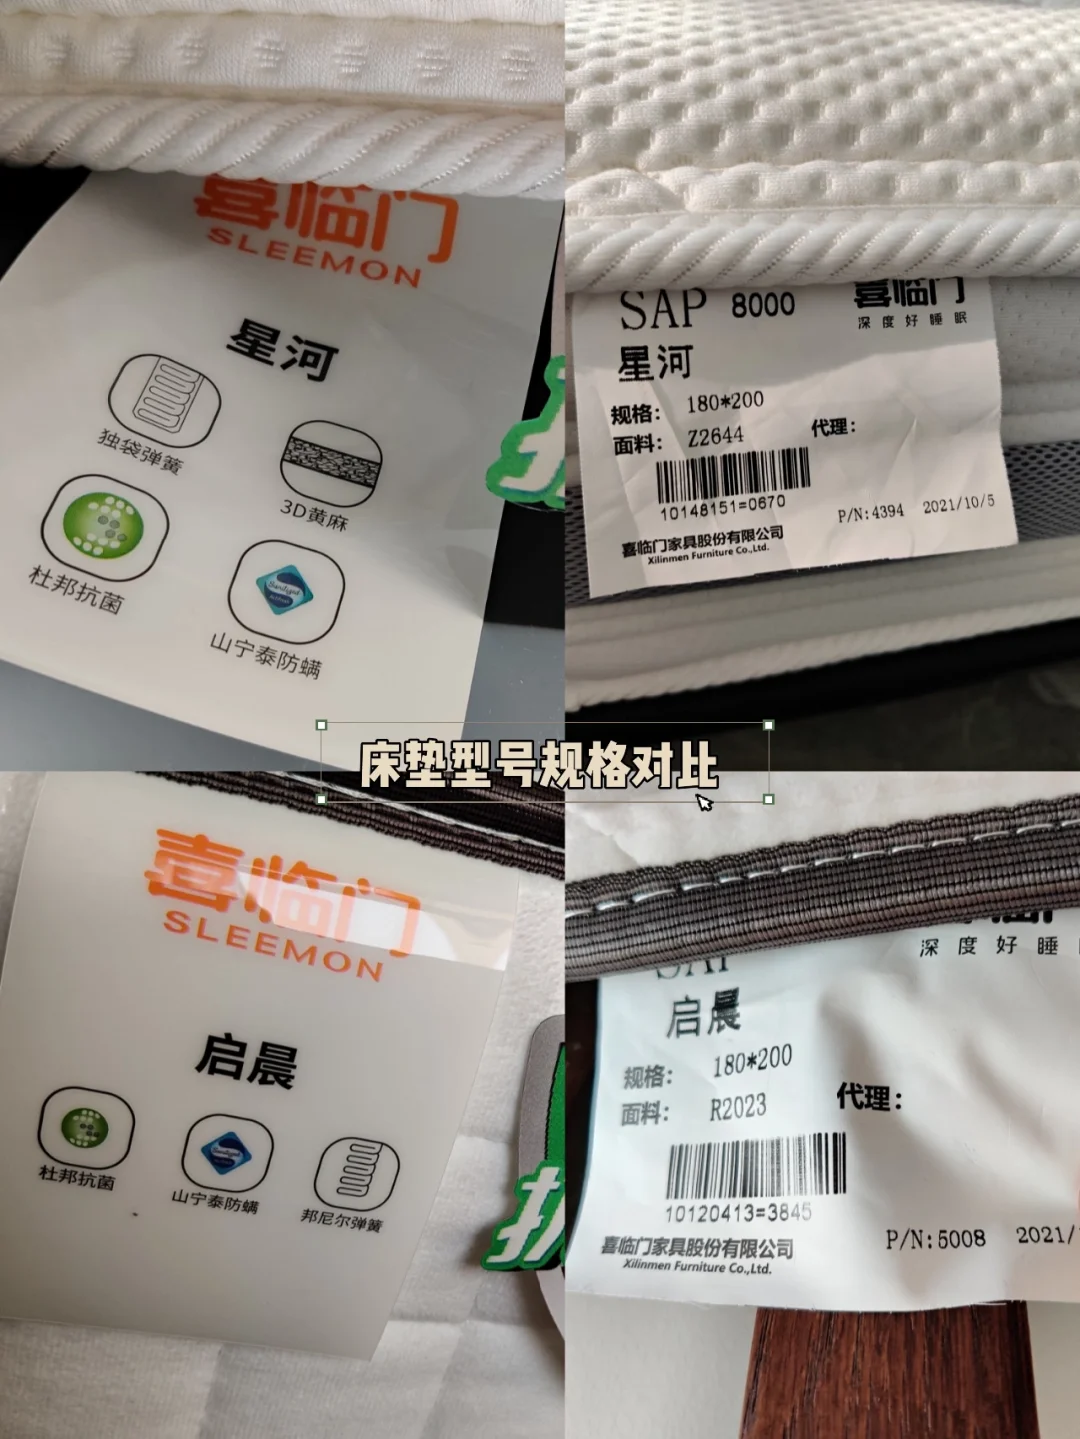 喜临门
SLEEMON
星河
独袋弹簧
3D黄麻
杜邦抗菌
山宁泰防螨
SAP 8000
喜临门
深度好睡眠
星河
规格： 180*200
面料： Z2644
代理：
10148151=0670
P/N:4394 2021/10/5
喜临门家具股份有限公司
Xilinmen Furniture Co.,Ltd.
床垫型号规格对比
喜临门
SLEEMON
启晨
杜邦抗菌
山宁泰防螨
邦尼尔弹簧
SAP
深度好睡
启晨
规格： 180*200
面料： R2023
代理：
10120413=3845
P/N:5008 2021/
喜临门家具股份有限公司
Xilinmen Furniture Co.,Ltd.